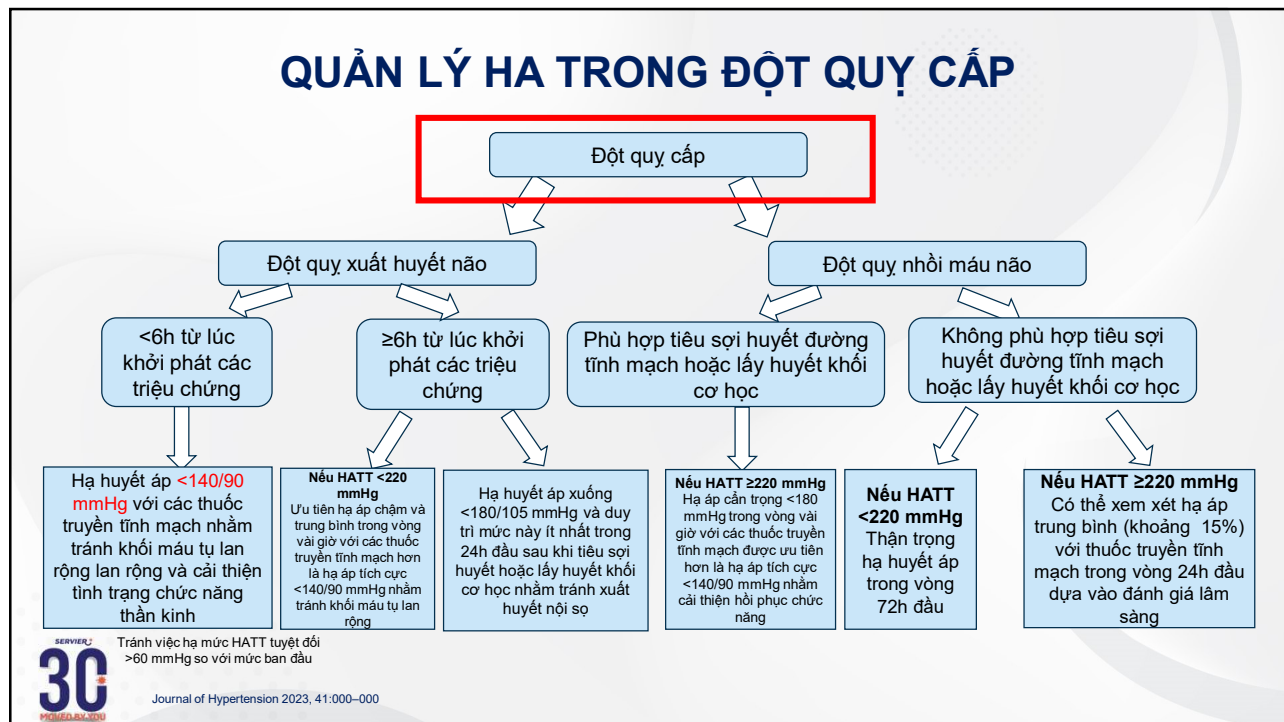 QUẢN LÝ HA TRONG ĐỘT QUỴ CẤP
Đột quỵ cấp
Đột quỵ xuất huyết não
Đột quỵ nhồi máu não
<6h từ lúc
khởi phát các
triệu chứng
≥6h từ lúc khởi
phát các triệu
chứng
Phù hợp tiêu sợi huyết đường
tĩnh mạch hoặc lấy huyết khối
cơ học
Không phù hợp tiêu sợi
huyết đường tĩnh mạch
hoặc lấy huyết khối cơ học
Hạ huyết áp <140/90
mmHg với các thuốc
truyền tĩnh mạch nhằm
tránh khối máu tụ lan
rộng lan rộng và cải thiện
tình trạng chức năng
thần kinh
Nếu HATT <220
mmHg
Ưu tiên hạ áp chậm và
trung bình trong vòng
vài giờ với các thuốc
truyền tĩnh mạch hơn
là hạ áp tích cực
<140/90 mmHg nhằm
tránh khối máu tụ lan
rộng
Hạ huyết áp xuống
<180/105 mmHg và duy
trì mức này ít nhất trong
24h đầu sau khi tiêu sợi
huyết hoặc lấy huyết khối
cơ học nhằm tránh xuất
huyết nội sọ
Nếu HATT ≥220 mmHg
Hạ áp cẩn trọng <180
mmHg trong vòng vài
giờ với các thuốc truyền
tĩnh mạch được ưu tiên
hơn là hạ áp tích cực
<140/90 mmHg nhằm
cải thiện hồi phục chức
năng
Nếu HATT
<220 mmHg
Thận trọng
hạ huyết áp
trong vòng
72h đầu
Nếu HATT ≥220 mmHg
Có thể xem xét hạ áp
trung bình (khoảng 15%)
với thuốc truyền tĩnh
mạch trong vòng 24h đầu
dựa vào đánh giá lâm
sàng
SERVIER
30
MOVED BY YOU
Tránh việc hạ mức HATT tuyệt đối
>60 mmHg so với mức ban đầu
Journal of Hypertension 2023, 41:000–000